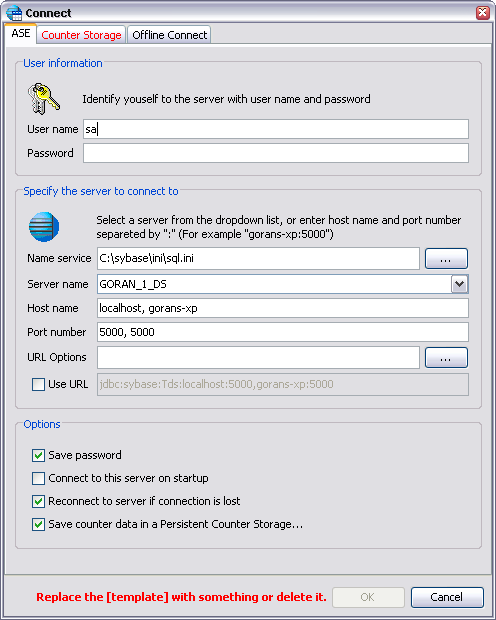 Connect
ASE Counter Storage Offline Connect
User information
Identify youself to the server with user name and password
User name sa
Password
Specify the server to connect to
Select a server from the dropdown list, or enter host name and port number
separeted by ":" (For example "gorans-xp:5000")
Name service C:\sybase\ini\sql.ini ...
Server name GORAN_1_DS
Host name localhost, gorans-xp
Port number 5000, 5000
URL Options ...
Use URL jdbc:sybase:Tds:localhost:5000,gorans-xp:5000
Options
Save password
Connect to this server on startup
Reconnect to server if connection is lost
Save counter data in a Persistent Counter Storage...
Replace the [template] with something or delete it. OK Cancel